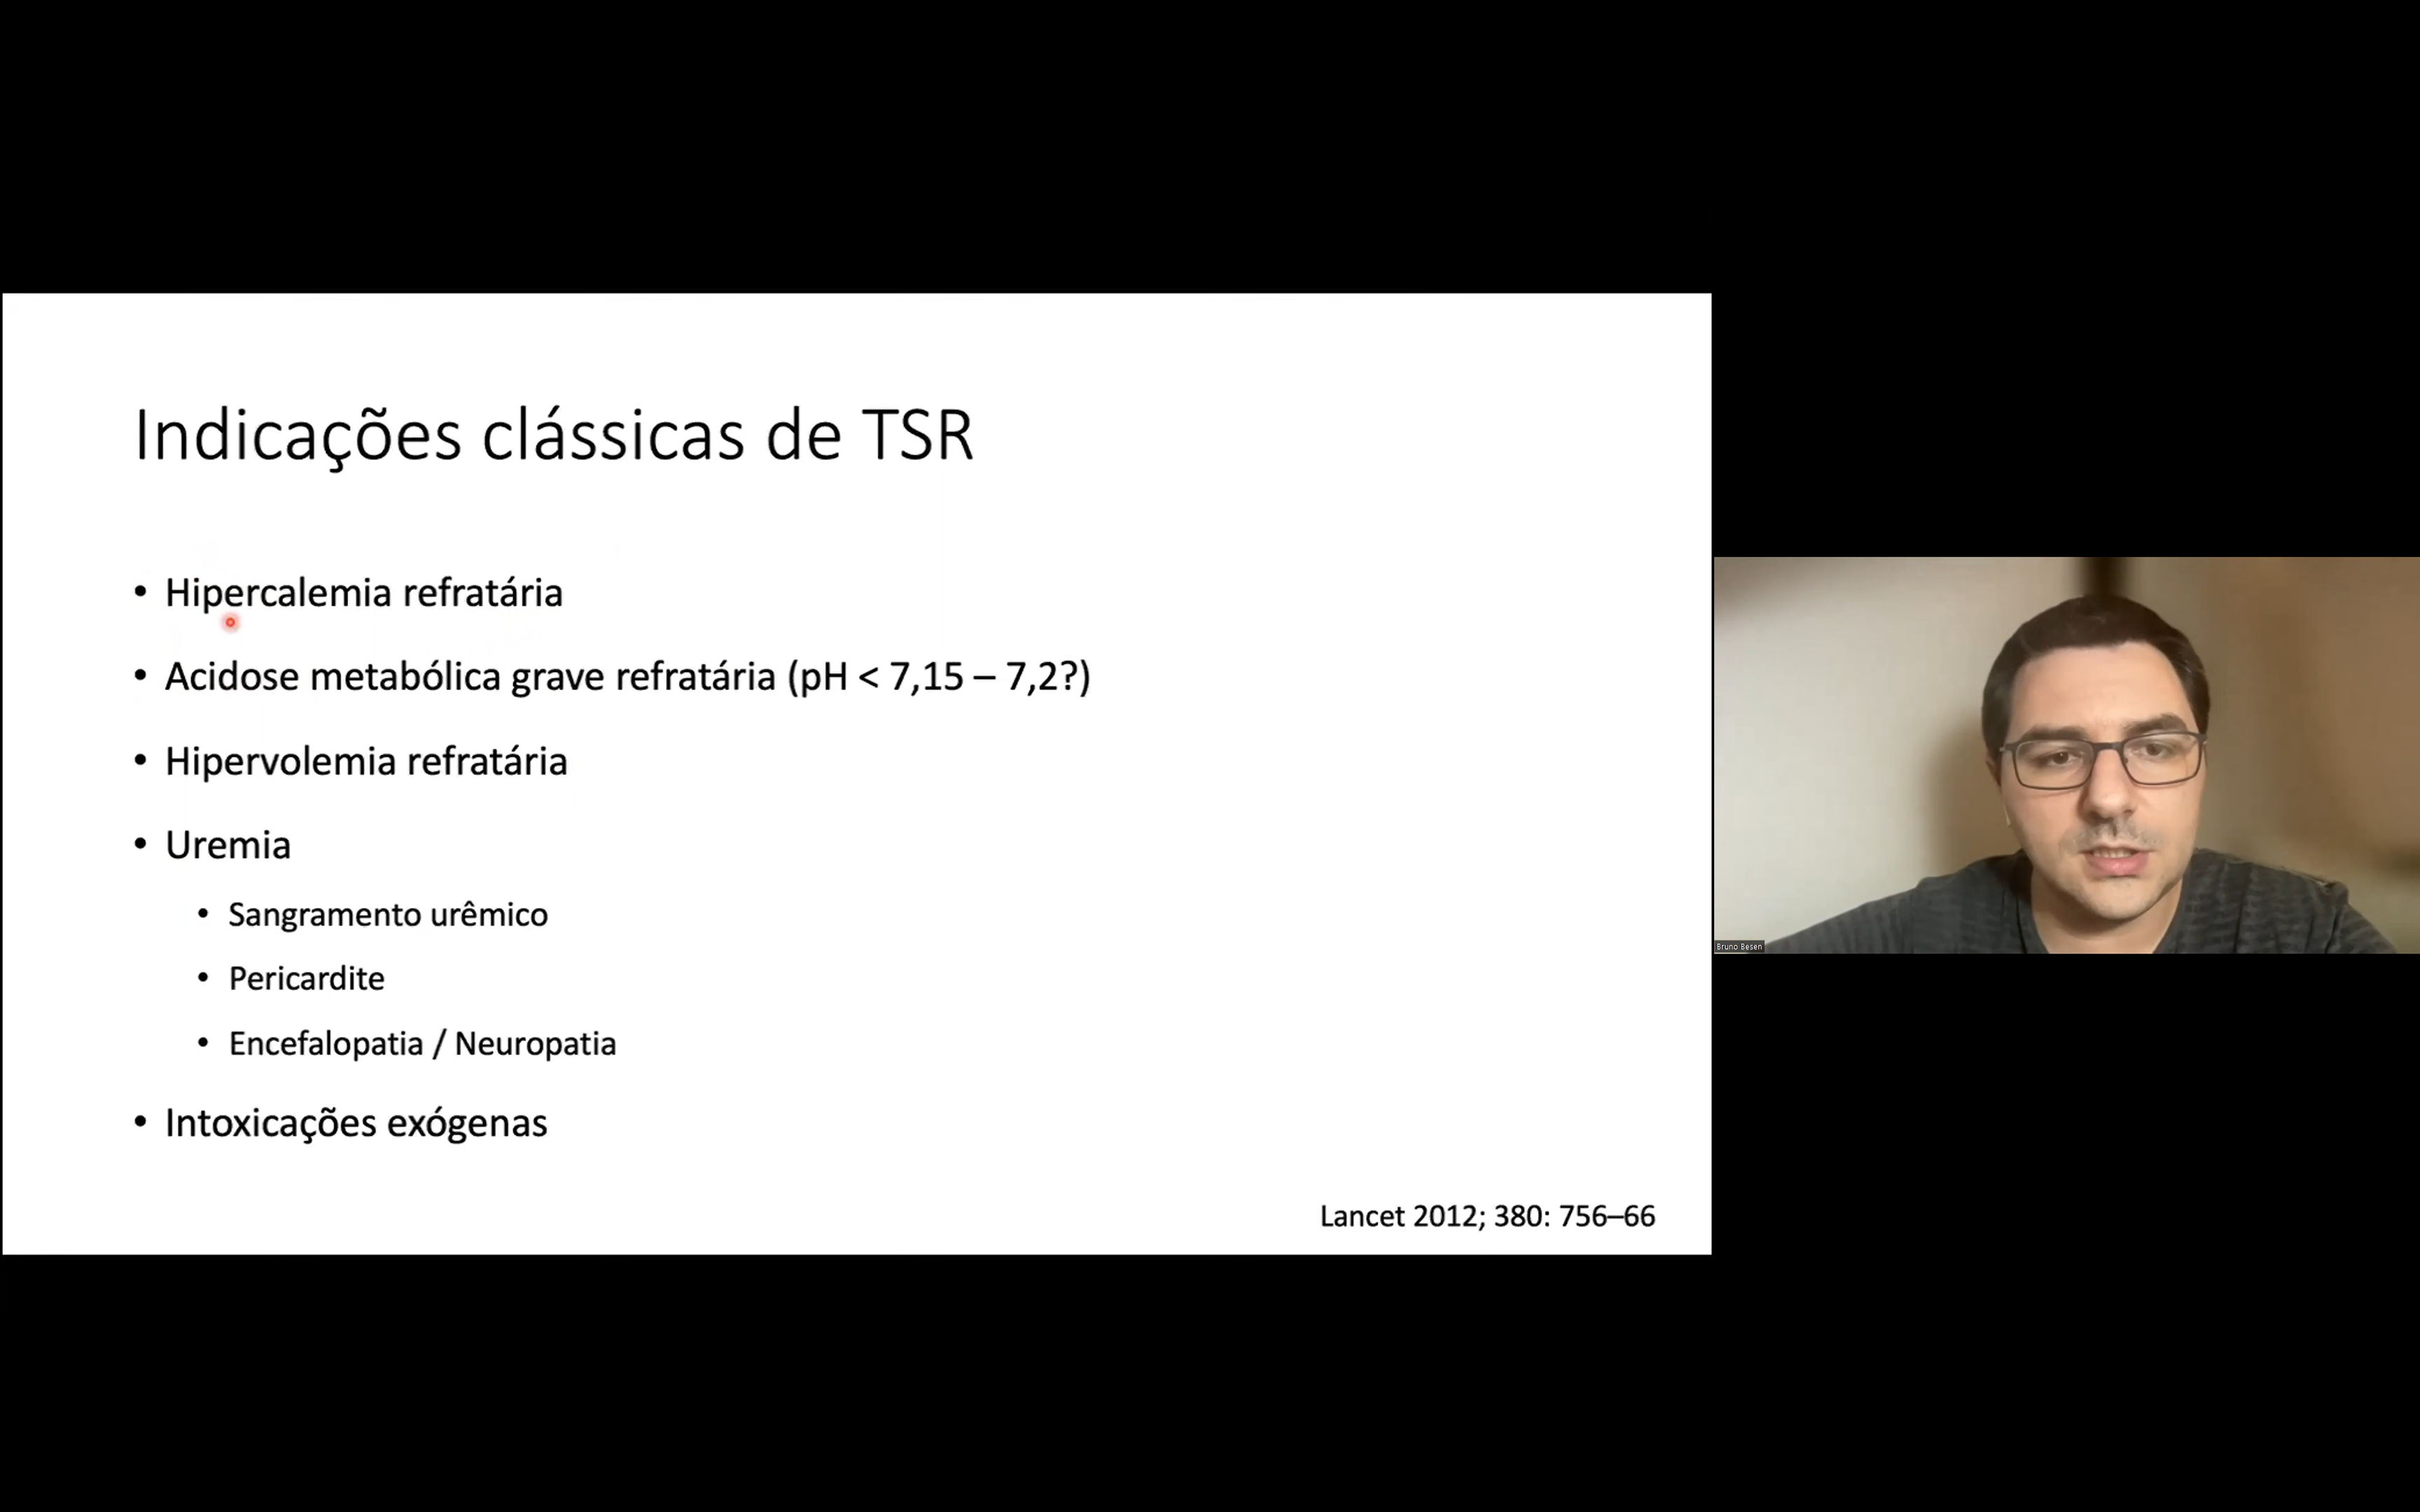 Indicações clássicas de TSR
• Hipercalemia refratária
• Acidose metabólica grave refratária (pH < 7,15 – 7,2?)
• Hipervolemia refratária
• Uremia
• Sangramento urêmico
• Pericardite
• Encefalopatia / Neuropatia
• Intoxicações exógenas
Lancet 2012; 380: 756–66
Bruno Besen